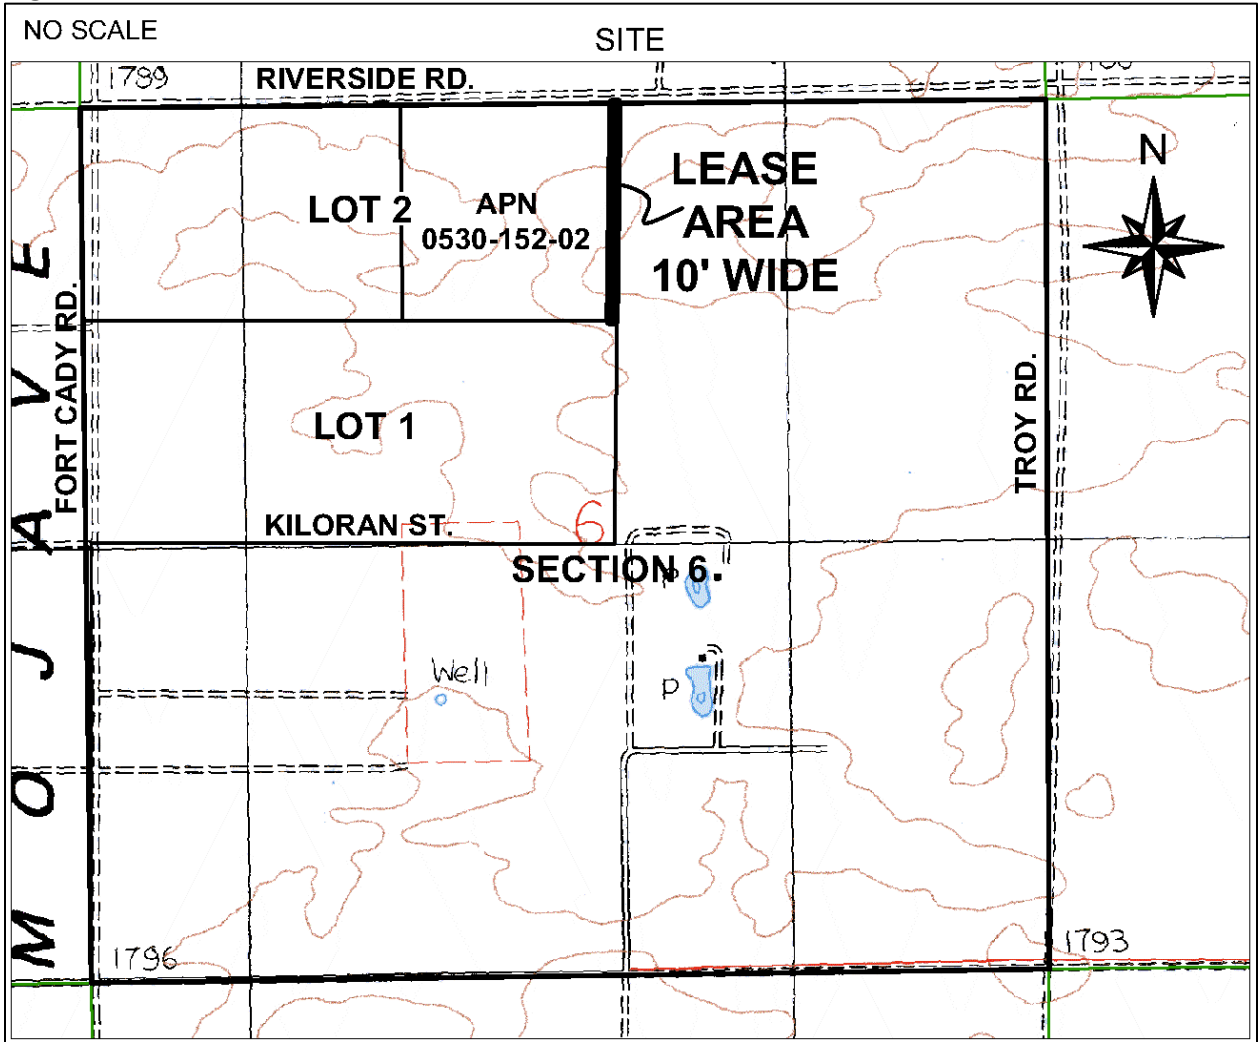 NO SCALE
SITE
1789
RIVERSIDE RD.
N
LEASE
AREA
10' WIDE
LOT 2
APN
0530-152-02
FORT CADY RD.
TROY RD.
LOT 1
KILORAN ST.
6
SECTION 6.
MOJAVE
Well
P
1796
1793